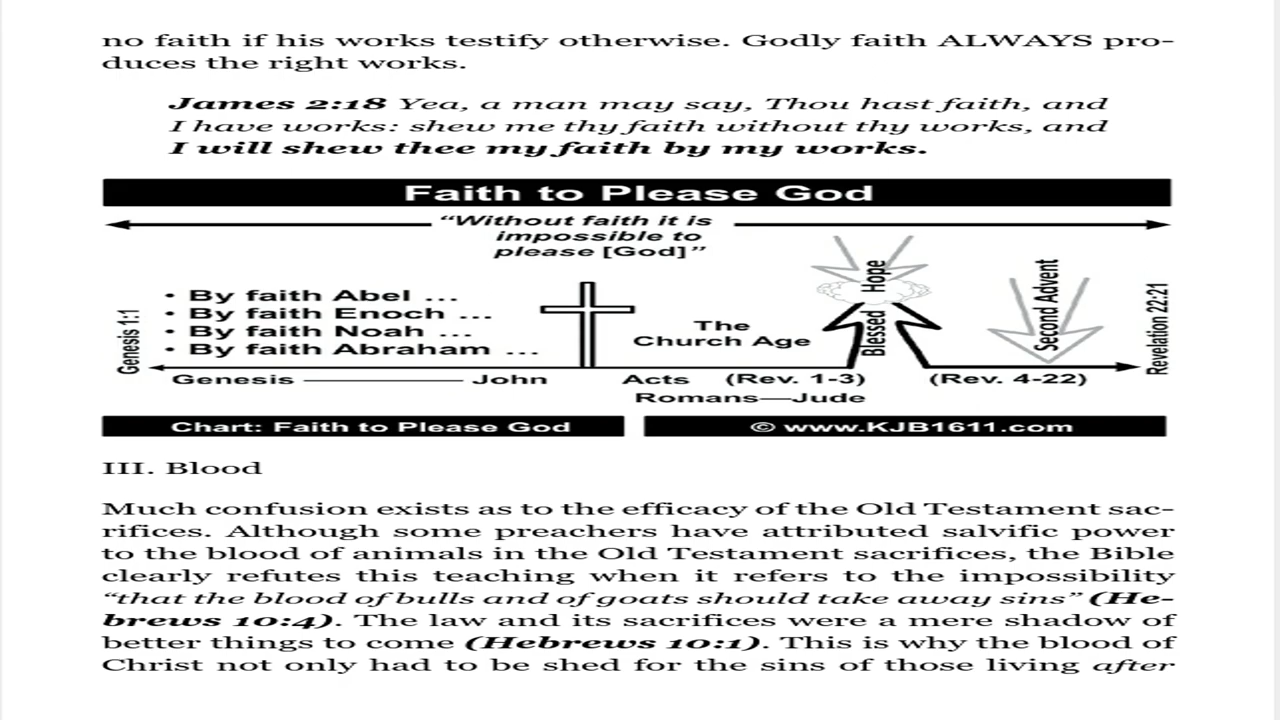 no faith if his works testify otherwise. Godly faith ALWAYS pro-
duces the right works.
James 2:18 Yea, a man may say, Thou hast faith, and
I have works: shew me thy faith without thy works, and
I will shew thee my faith by my works.
Faith to Please God
“Without faith it is
impossible to
please [God]”
Genesis 1:1
• By faith Abel ...
• By faith Enoch ...
• By faith Noah ...
• By faith Abraham ...
The
Church Age
Blessed Hope
Second Advent
Revelation 22:21
Genesis John Acts (Rev. 1-3) (Rev. 4-22)
Romans—Jude
Chart: Faith to Please God
© www.KJB1611.com
III. Blood
Much confusion exists as to the efficacy of the Old Testament sac-
rifices. Although some preachers have attributed salvific power
to the blood of animals in the Old Testament sacrifices, the Bible
clearly refutes this teaching when it refers to the impossibility
“that the blood of bulls and of goats should take away sins” (He-
brews 10:4). The law and its sacrifices were a mere shadow of
better things to come (Hebrews 10:1). This is why the blood of
Christ not only had to be shed for the sins of those living after